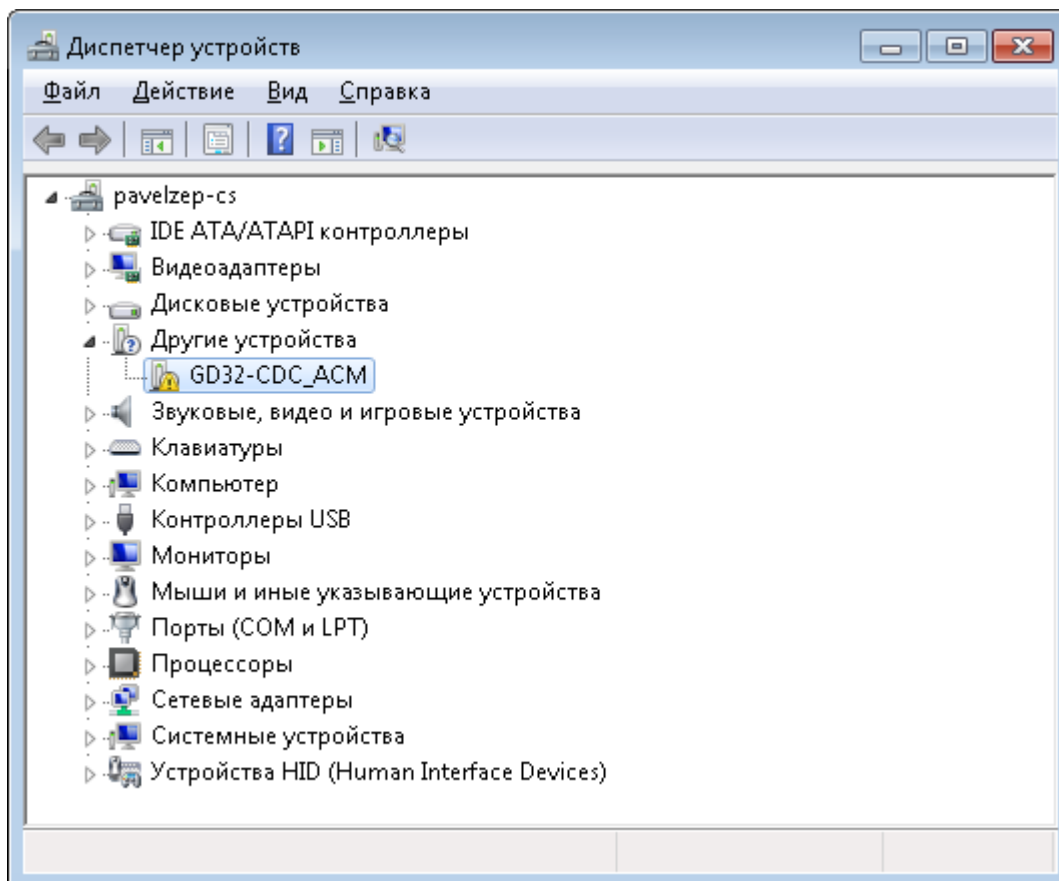 Диспетчер устройств
Файл Действие Вид Справка
pavelzep-cs
IDE ATA/ATAPI контроллеры
Видеоадаптеры
Дисковые устройства
Другие устройства
GD32-CDC_ACM
Звуковые, видео и игровые устройства
Клавиатуры
Компьютер
Контроллеры USB
Мониторы
Мыши и иные указывающие устройства
Порты (COM и LPT)
Процессоры
Сетевые адаптеры
Системные устройства
Устройства HID (Human Interface Devices)